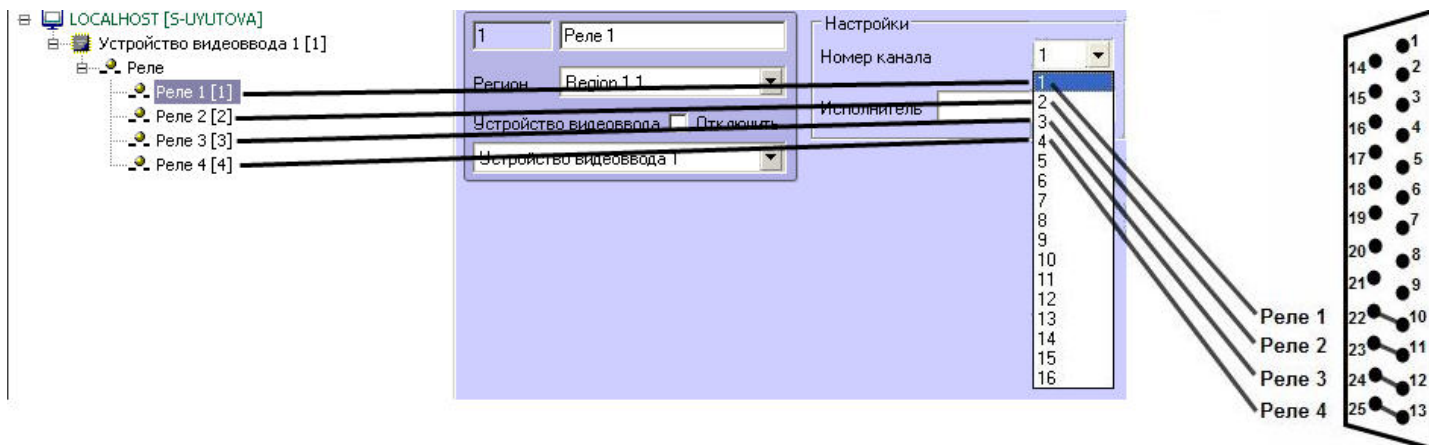 LOCALHOST [S-UYUTOVA]
Устройство видеоввода 1 [1]
Реле
Реле 1 [1]
Реле 2 [2]
Реле 3 [3]
Реле 4 [4]
1
Реле 1
Регион
Region 1.1
Устройство видеоввода
Отключить
Устройство видеоввода 1
Настройки
Номер канала
1
Исполнитель
1
2
3
4
5
6
7
8
9
10
11
12
13
14
15
16
Реле 1
Реле 2
Реле 3
Реле 4
1
14
2
15
3
16
4
17
5
18
6
19
7
20
8
21
9
22
10
23
11
24
12
25
13